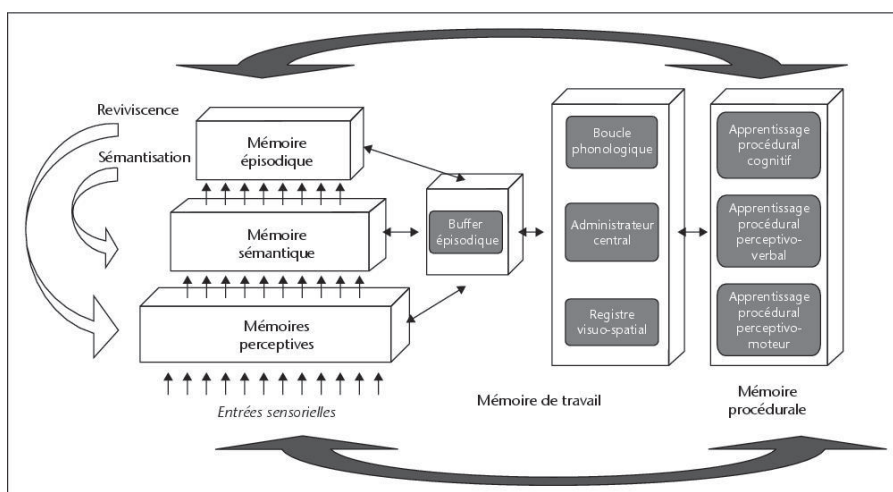 Reviviscence
Sémantisation
Mémoire
épisodique
Mémoire
sémantique
Mémoires
perceptives
Entrées sensorielles
Buffer
épisodique
Boucle
phonologique
Administrateur
central
Registre
visuo-spatial
Mémoire de travail
Apprentissage
procédural
cognitif
Apprentissage
procédural
perceptivo-
verbal
Apprentissage
procédural
perceptivo-
moteur
Mémoire
procédurale